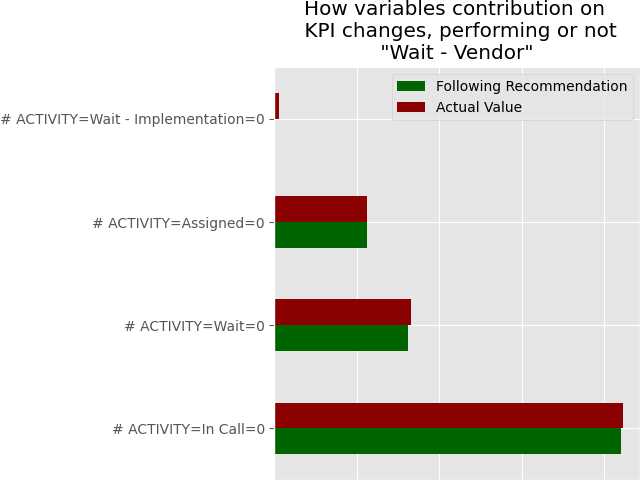 How variables contribution on
KPI changes, performing or not
"Wait - Vendor"
Following Recommendation
Actual Value
# ACTIVITY=Wait - Implementation=0
# ACTIVITY=Assigned=0
# ACTIVITY=Wait=0
# ACTIVITY=In Call=0